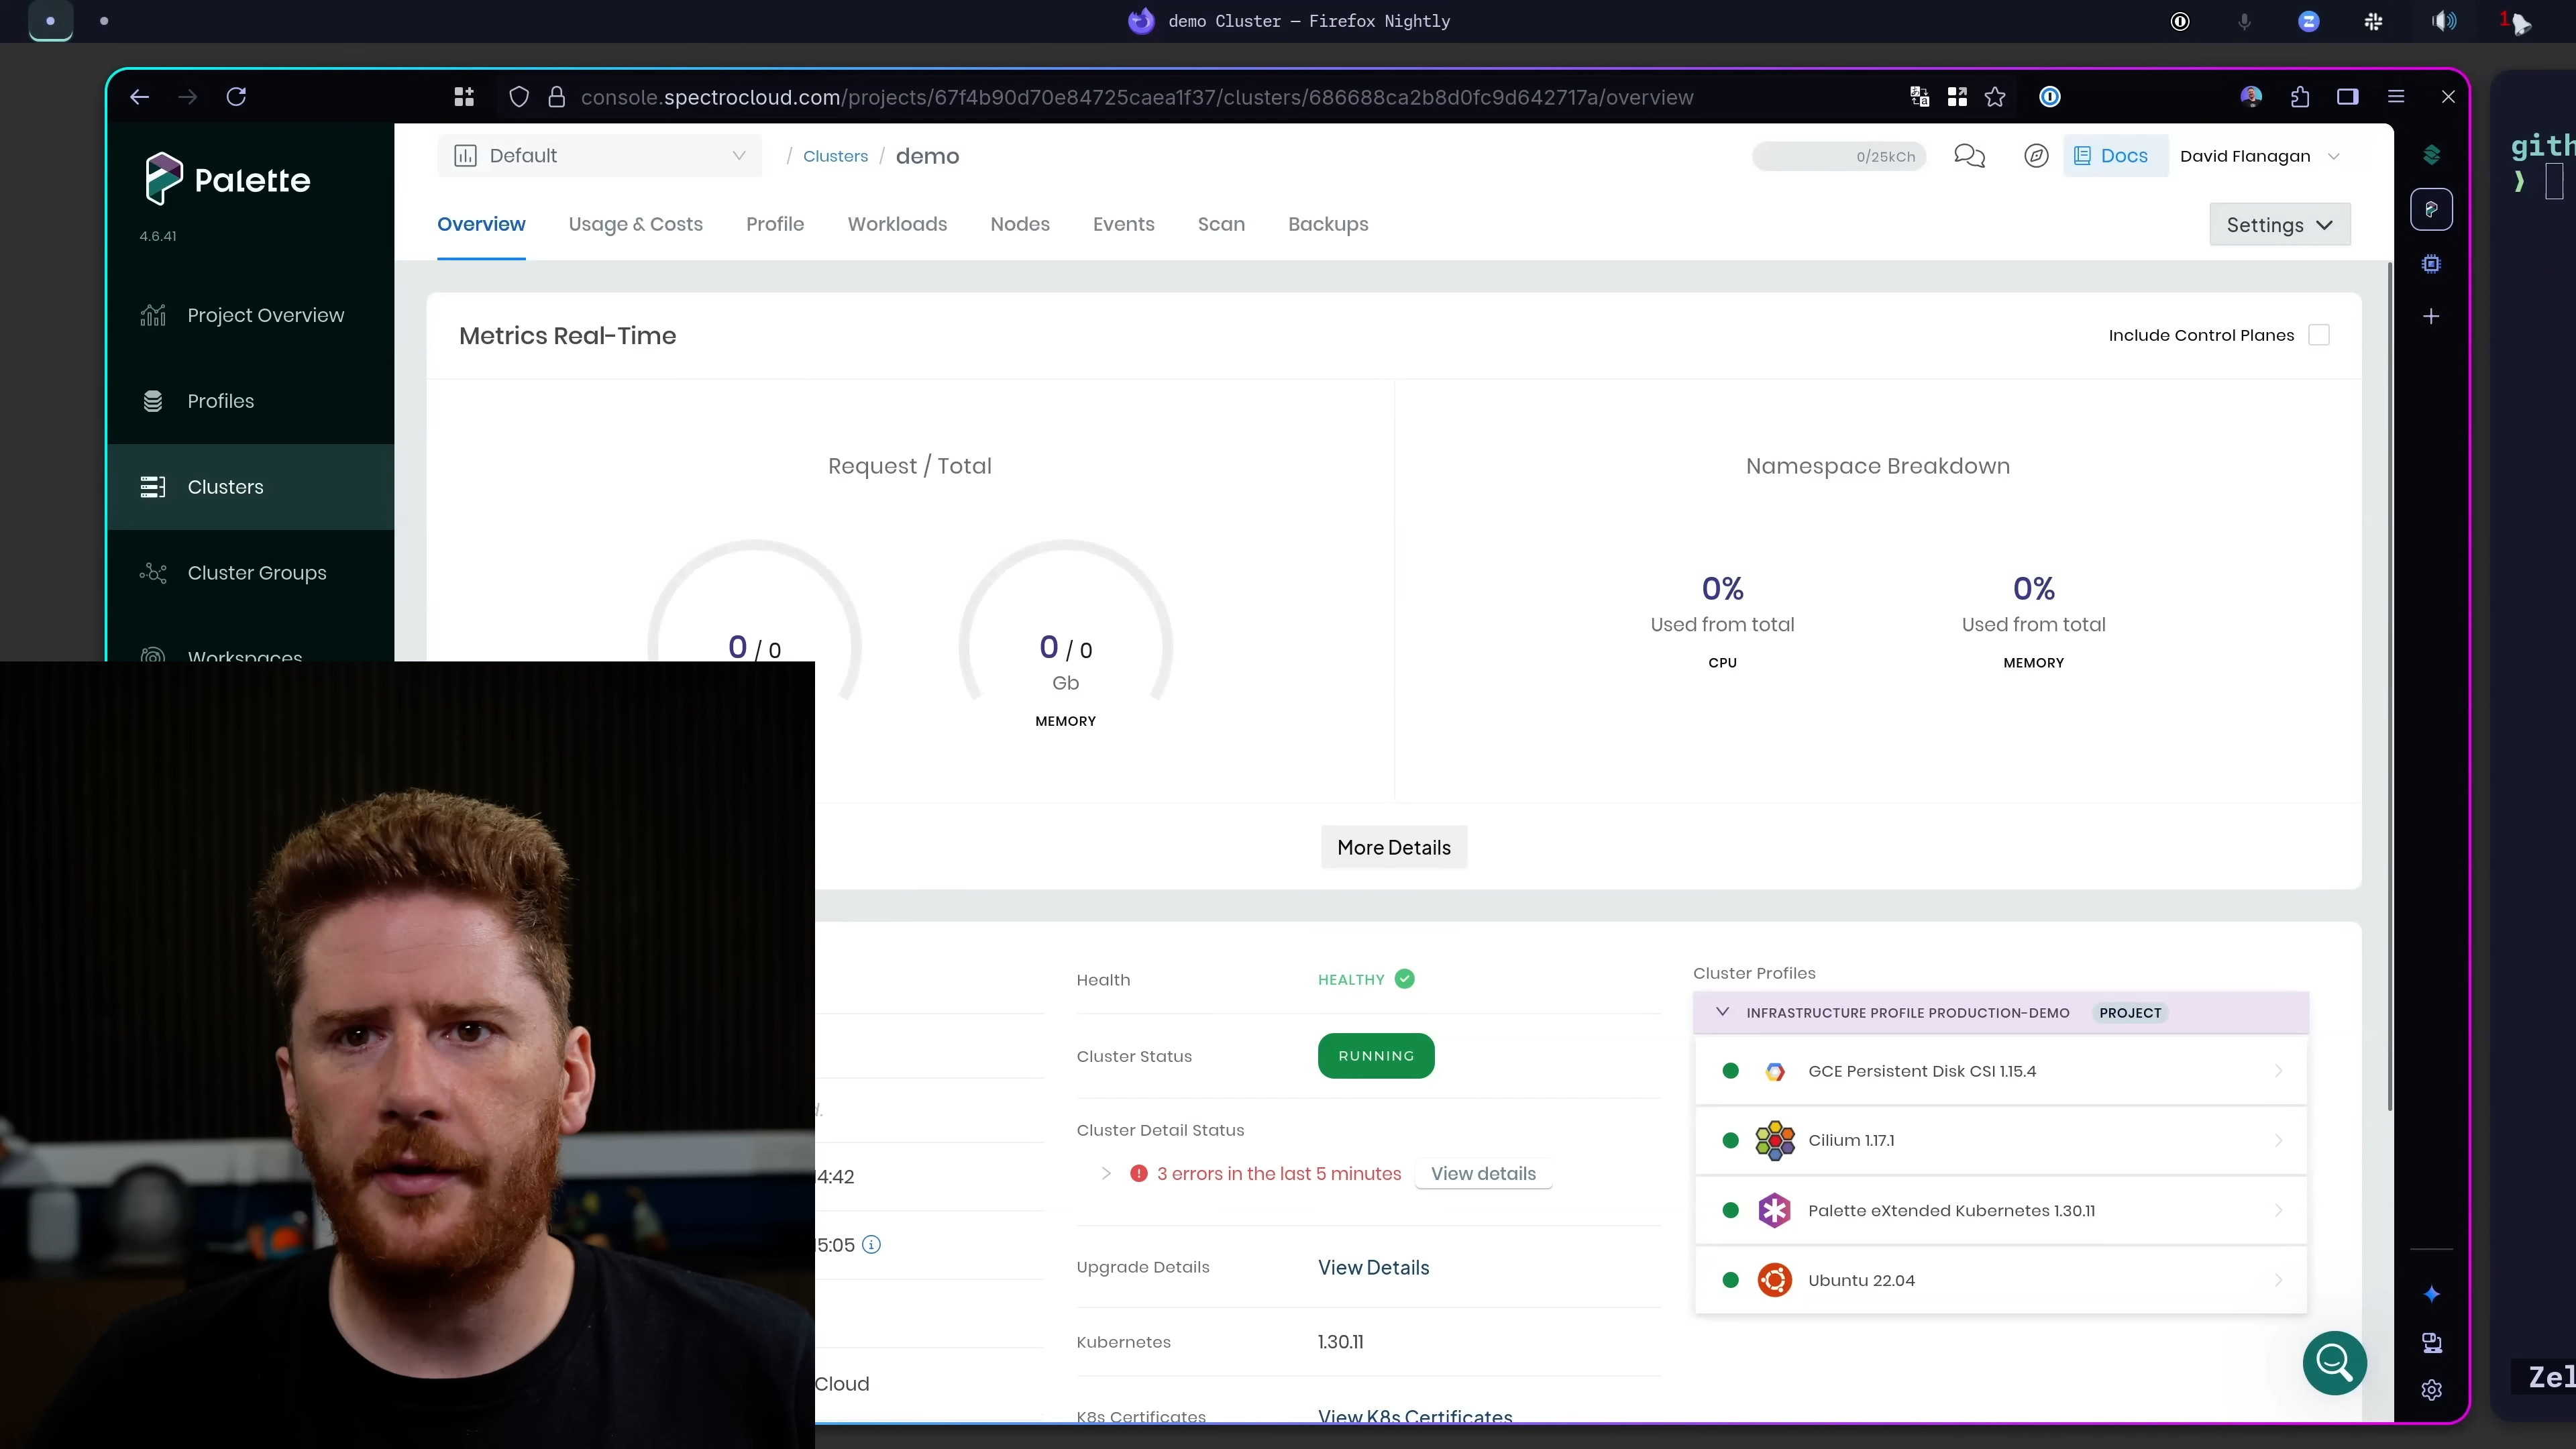 demo Cluster — Firefox Nightly
1
console.spectrocloud.com/projects/67f4b90d70e84725caea1f37/clusters/686688ca2b8d0fc9d642717a/overview
Palette
4.6.41
Project Overview
Profiles
Clusters
Cluster Groups
Workspaces
Default
/ Clusters / demo
0/25kCh
Docs
David Flanagan
Overview
Usage & Costs
Profile
Workloads
Nodes
Events
Scan
Backups
Settings
Metrics Real-Time
Include Control Planes
Request / Total
0 / 0
0 / 0
Gb
MEMORY
Namespace Breakdown
0%
Used from total
CPU
0%
Used from total
MEMORY
More Details
d.
14:42
15:05
Cloud
Health
HEALTHY
Cluster Status
RUNNING
Cluster Detail Status
3 errors in the last 5 minutes
View details
Upgrade Details
View Details
Kubernetes
1.30.11
K8s Certificates
View K8s Certificates
Cluster Profiles
INFRASTRUCTURE PROFILE PRODUCTION-DEMO
PROJECT
GCE Persistent Disk CSI 1.15.4
Cilium 1.17.1
Palette eXtended Kubernetes 1.30.11
Ubuntu 22.04
gith
Zel